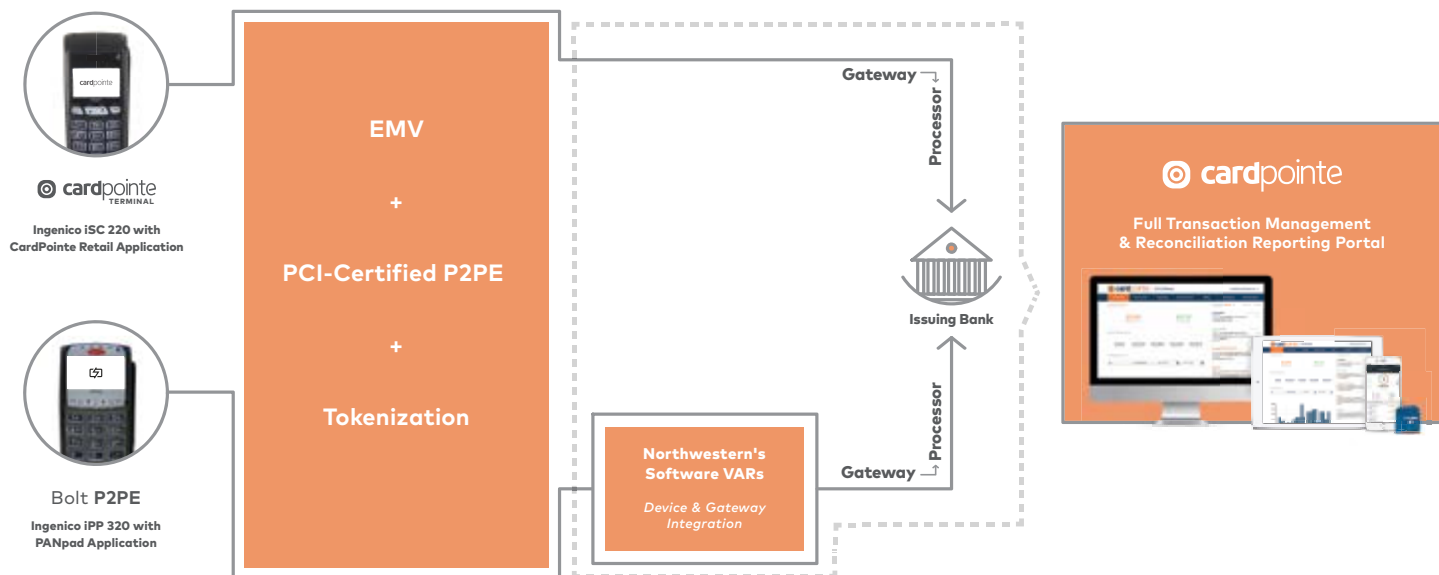 cardpointe
cardpointe
TERMINAL
Ingenico iSC 220 with
CardPointe Retail Application
Bolt P2PE
Ingenico iPP 320 with
PANpad Application
EMV
+
PCI-Certified P2PE
+
Tokenization
Northwestern's
Software VARs
Device & Gateway
Integration
Gateway
Processor
Issuing Bank
Gateway
Processor
cardpointe
Full Transaction Management
& Reconciliation Reporting Portal
cardpointe